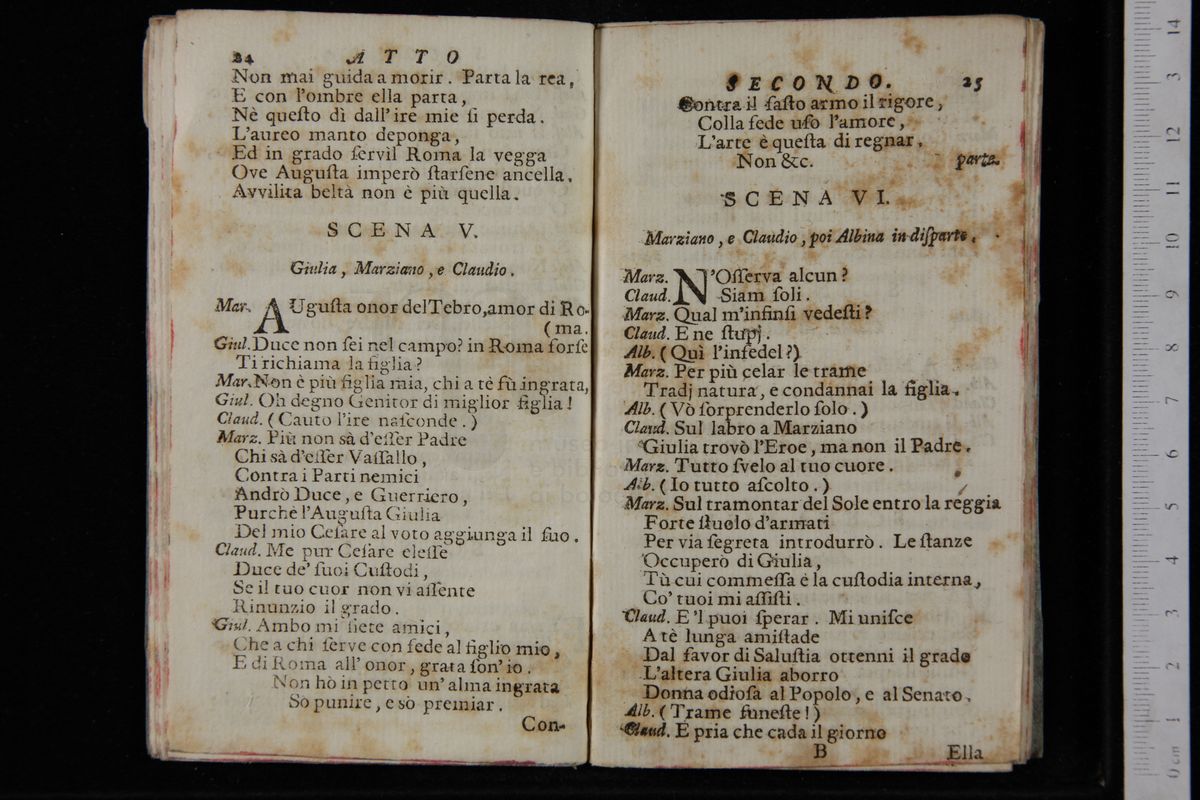 24 ATTO
Non mai guida a morir. Parta la rea,
E con l'ombre ella parta,
Nè queſto dì dall'ire mie ſi perda.
L'aureo manto deponga,
Ed in grado ſervil Roma la vegga
Ove Auguſta imperò ſtarſene ancella.
Avvilita beltà non è più quella.
SCENA V.
Giulia, Marziano, e Claudio.
Mar. AUguſta onor del Tebro, amor di Ro-
(ma.
Giul. Duce non ſei nel campo? in Roma forſe
Ti richiama la figlia?
Mar. Non è più figlia mia, chi a tè fù ingrata,
Giul. Oh degno Genitor di miglior figlia!
Claud. (Cauto l'ire naſconde.)
Marz. Più non sà d'eſſer Padre
Chi sà d'eſſer Vaſſallo,
Contra i Parti nemici
Andrò Duce, e Guerriero,
Purchè l'Auguſta Giulia
Del mio Ceſare al voto aggiunga il ſuo.
Claud. Me pur Ceſare eleſſe
Duce de' ſuoi Cuſtodi,
Se il tuo cuor non vi aſſente
Rinunzio il grado.
Giul. Ambo mi ſiete amici,
Che a chi ſerve con fede al figlio mio,
E di Roma all'onor, grata ſon' io.
Non hò in petto un' alma ingrata
Sò punire, e sò premiar.
Con-
SECONDO. 25
Contra il faſto armo il rigore,
Colla fede uſo l'amore,
L'arte è queſta di regnar.
Non &c. parte.
SCENA VI.
Marziano, e Claudio, poi Albina in diſparte.
Marz. N'Oſſerva alcun?
Claud. Siam ſoli.
Marz. Qual m'infinſi vedeſti?
Claud. E ne ſtupj.
Alb. (Quì l'infedel?)
Marz. Per più celar le trame
Tradj natura, e condannai la figlia.
Alb. (Vò ſorprenderlo ſolo.)
Claud. Sul labro a Marziano
Giulia trovò l'Eroe, ma non il Padre.
Marz. Tutto ſvelo al tuo cuore.
Alb. (Io tutto aſcolto.)
Marz. Sul tramontar del Sole entro la reggia
Forte ſtuolo d'armati
Per via ſegreta introdurrò. Le ſtanze
Occuperò di Giulia,
Tù cui commeſſa è la cuſtodia interna,
Co' tuoi mi aſſiſti.
Claud. E 'l puoi ſperar. Mi uniſce
A tè lunga amiſtade
Dal favor di Saluſtia ottenni il grado
L'altera Giulia aborro
Donna odioſa al Popolo, e al Senato.
Alb. (Trame funeſte!)
Claud. E pria che cada il giorno
B Ella